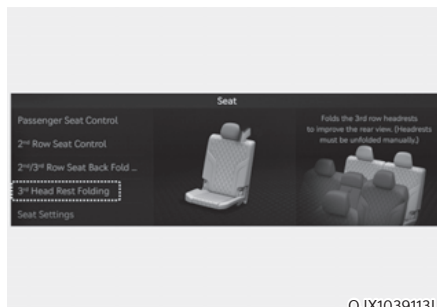 Seat
Passenger Seat Control
2nd Row Seat Control
2nd/3rd Row Seat Back Fold ...
3rd Head Rest Folding
Seat Settings
Folds the 3rd row headrests
to improve the rear view. (Headrests
must be unfolded manually.)
OJX1039113L